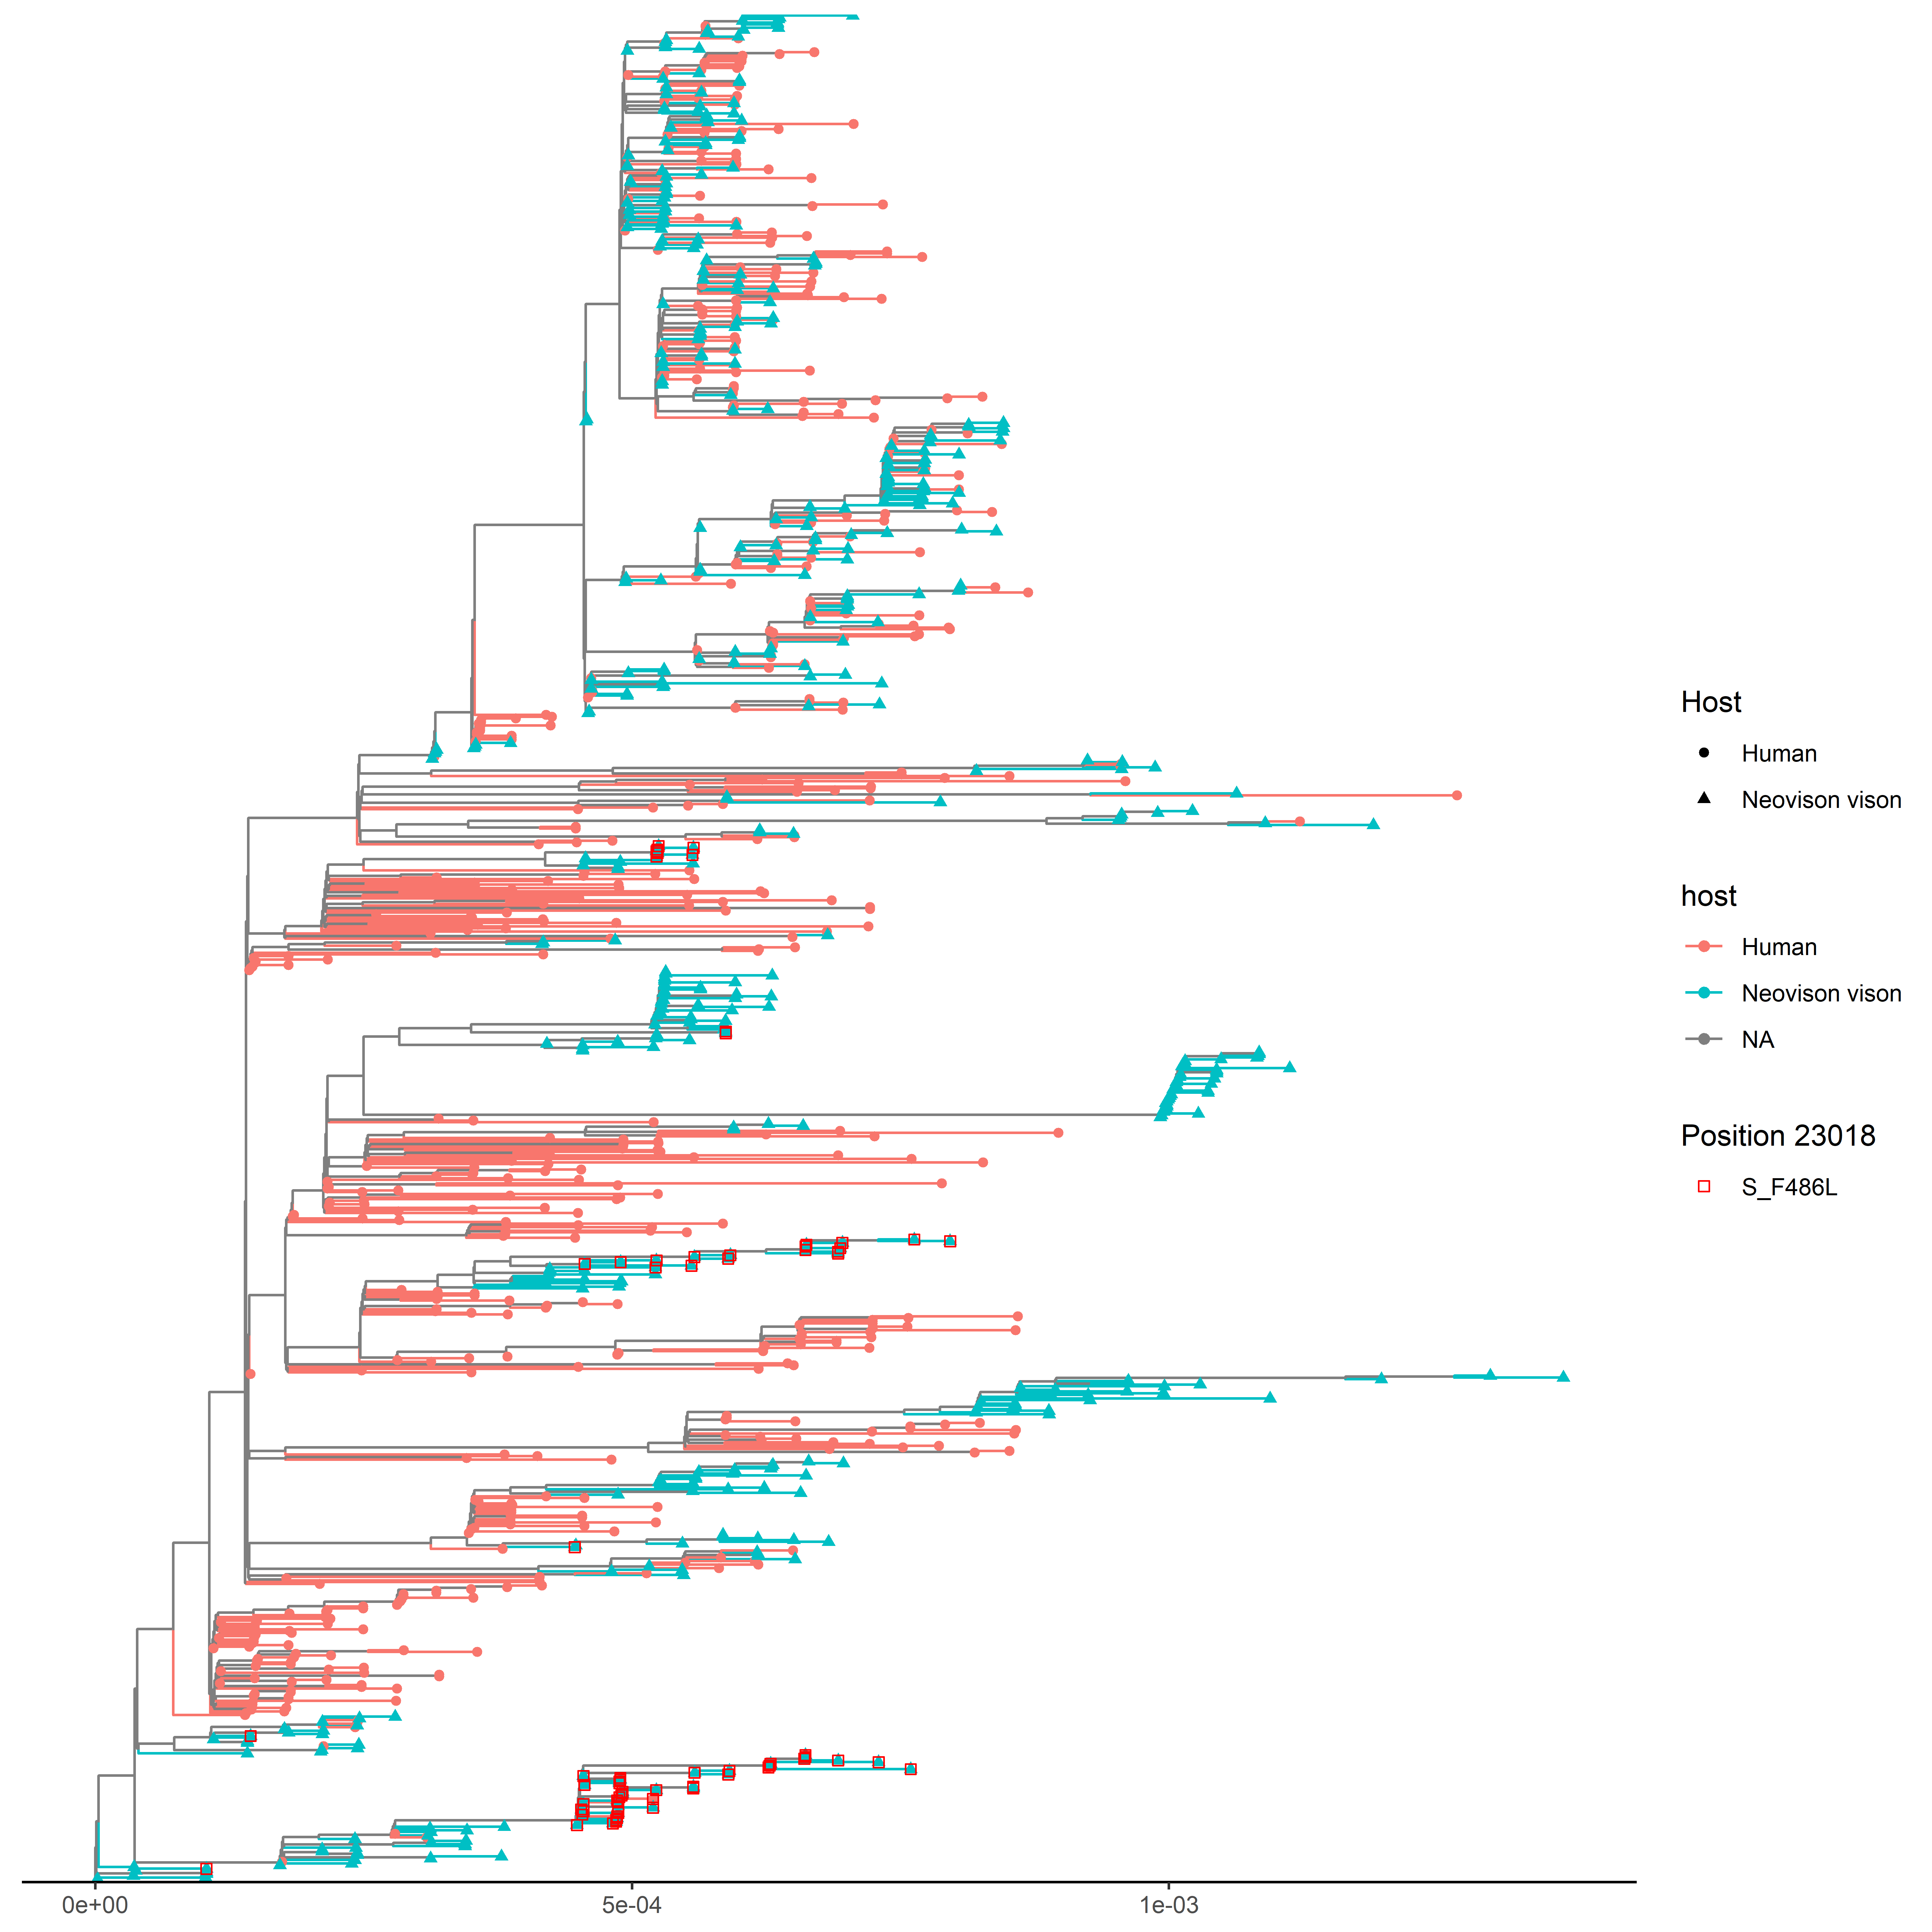 Host
Human
Neovison vison
host
Human
Neovison vison
NA
Position 23018
S_F486L
0e+00
5e-04
1e-03